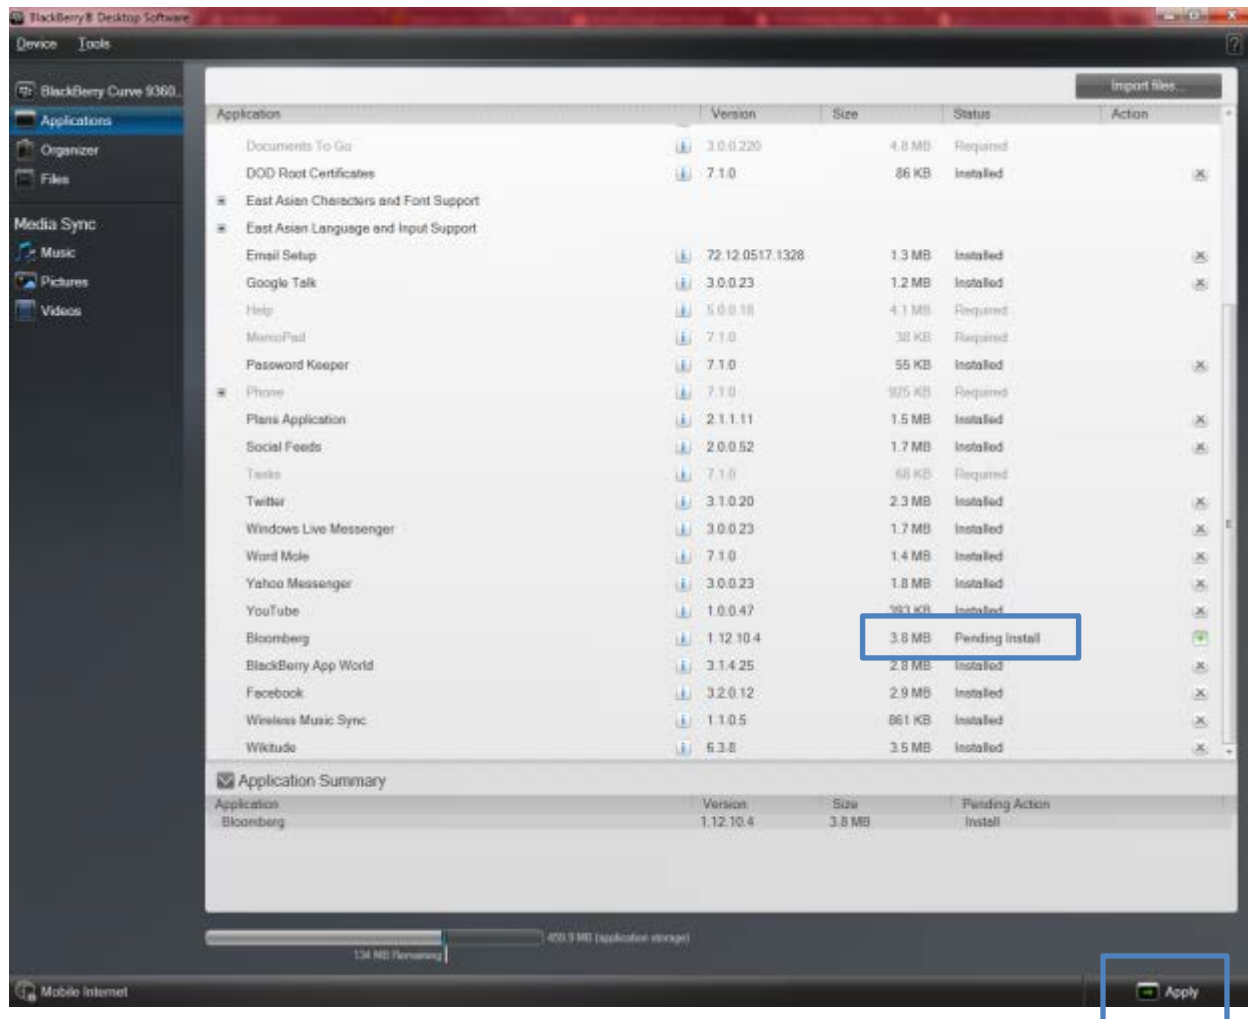 BlackBerry® Desktop Software
Device Tools
?
BlackBerry Curve 9360...
Applications
Organizer
Files
Media Sync
Music
Pictures
Videos
Import files...
Application Version Size Status Action
Documents To Go 3.0.0.220 4.8 MB Required
DOD Root Certificates 7.1.0 86 KB Installed
East Asian Characters and Font Support
East Asian Language and Input Support
Email Setup 72.12.0517.1328 1.3 MB Installed
Google Talk 3.0.0.23 1.2 MB Installed
Help 5.0.0.18 4.1 MB Required
MemoPad 7.1.0 38 KB Required
Password Keeper 7.1.0 55 KB Installed
Phone 7.1.0 925 KB Required
Plans Application 2.1.1.11 1.5 MB Installed
Social Feeds 2.0.0.52 1.7 MB Installed
Tasks 7.1.0 68 KB Required
Twitter 3.1.0.20 2.3 MB Installed
Windows Live Messenger 3.0.0.23 1.7 MB Installed
Word Mole 7.1.0 1.4 MB Installed
Yahoo Messenger 3.0.0.23 1.8 MB Installed
YouTube 1.0.0.47 393 KB Installed
Bloomberg 1.12.10.4 3.8 MB Pending Install
BlackBerry App World 3.1.4.25 2.8 MB Installed
Facebook 3.2.0.12 2.9 MB Installed
Wireless Music Sync 1.1.0.5 861 KB Installed
Wikitude 6.3.8 3.5 MB Installed
Application Summary
Application Version Size Pending Action
Bloomberg 1.12.10.4 3.8 MB Install
MB (application storage)
134 MB Remaining
Mobile Internet
Apply